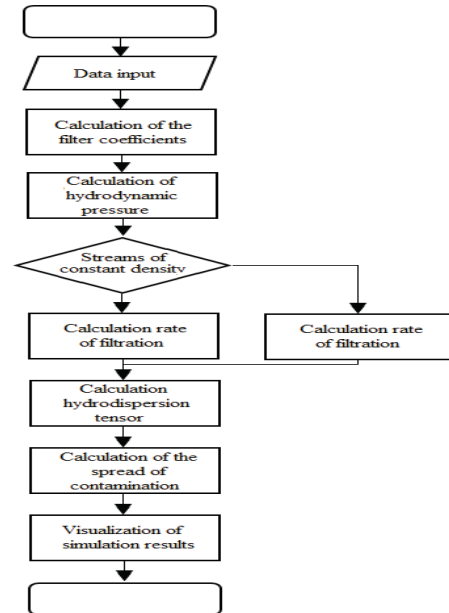 Data input
Calculation of the
filter coefficients
Calculation of
hydrodynamic
pressure
Streams of
constant density
Calculation rate
of filtration
Calculation rate
of filtration
Calculation
hydrodispersion
tensor
Calculation of the
spread of
contamination
Visualization of
simulation results